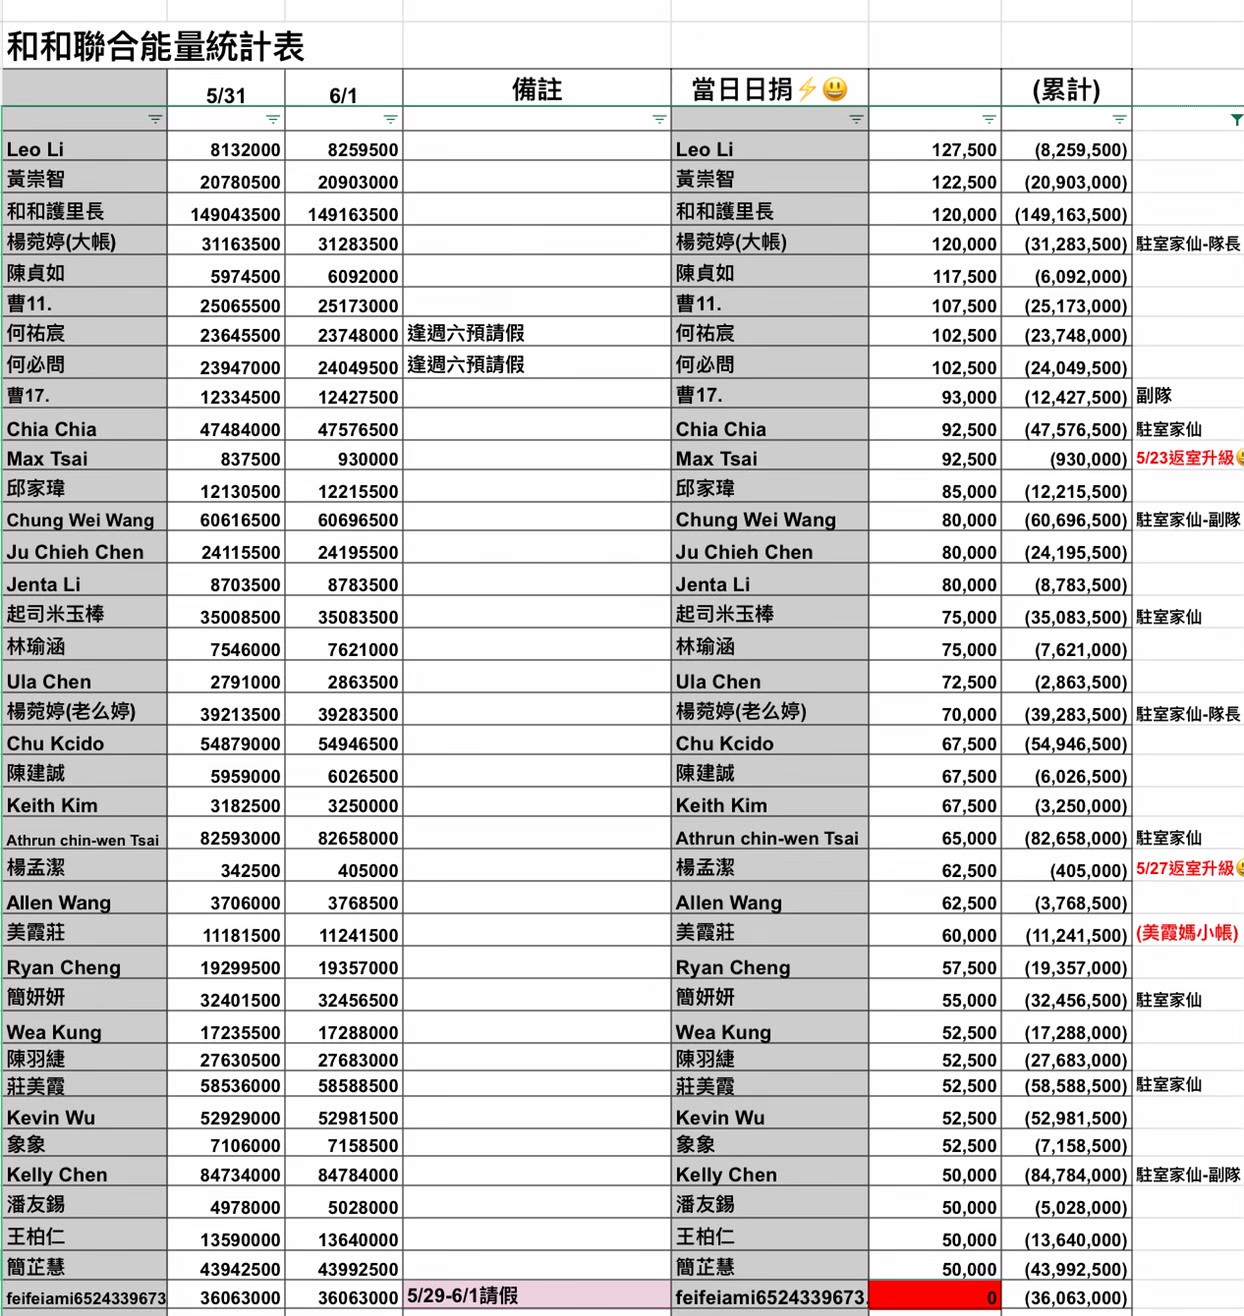 和和聯合能量統計表
5/31 6/1 備註 當日日捐⚡😃 (累計)
Leo Li 8132000 8259500 Leo Li 127,500 (8,259,500)
黃崇智 20780500 20903000 黃崇智 122,500 (20,903,000)
和和護里長 149043500 149163500 和和護里長 120,000 (149,163,500)
楊菀婷(大帳) 31163500 31283500 楊菀婷(大帳) 120,000 (31,283,500) 駐室家仙-隊長
陳貞如 5974500 6092000 陳貞如 117,500 (6,092,000)
曹11. 25065500 25173000 曹11. 107,500 (25,173,000)
何祐宸 23645500 23748000 逢週六預請假 何祐宸 102,500 (23,748,000)
何必問 23947000 24049500 逢週六預請假 何必問 102,500 (24,049,500)
曹17. 12334500 12427500 曹17. 93,000 (12,427,500) 副隊
Chia Chia 47484000 47576500 Chia Chia 92,500 (47,576,500) 駐室家仙
Max Tsai 837500 930000 Max Tsai 92,500 (930,000) 5/23返室升級
邱家瑋 12130500 12215500 邱家瑋 85,000 (12,215,500)
Chung Wei Wang 60616500 60696500 Chung Wei Wang 80,000 (60,696,500) 駐室家仙-副隊
Ju Chieh Chen 24115500 24195500 Ju Chieh Chen 80,000 (24,195,500)
Jenta Li 8703500 8783500 Jenta Li 80,000 (8,783,500)
起司米玉棒 35008500 35083500 起司米玉棒 75,000 (35,083,500) 駐室家仙
林瑜涵 7546000 7621000 林瑜涵 75,000 (7,621,000)
Ula Chen 2791000 2863500 Ula Chen 72,500 (2,863,500)
楊菀婷(老么婷) 39213500 39283500 楊菀婷(老么婷) 70,000 (39,283,500) 駐室家仙-隊長
Chu Kcido 54879000 54946500 Chu Kcido 67,500 (54,946,500)
陳建誠 5959000 6026500 陳建誠 67,500 (6,026,500)
Keith Kim 3182500 3250000 Keith Kim 67,500 (3,250,000)
Athrun chin-wen Tsai 82593000 82658000 Athrun chin-wen Tsai 65,000 (82,658,000) 駐室家仙
楊孟潔 342500 405000 楊孟潔 62,500 (405,000) 5/27返室升級
Allen Wang 3706000 3768500 Allen Wang 62,500 (3,768,500)
美霞莊 11181500 11241500 美霞莊 60,000 (11,241,500) (美霞媽小帳)
Ryan Cheng 19299500 19357000 Ryan Cheng 57,500 (19,357,000)
簡妍妍 32401500 32456500 簡妍妍 55,000 (32,456,500) 駐室家仙
Wea Kung 17235500 17288000 Wea Kung 52,500 (17,288,000)
陳羽緁 27630500 27683000 陳羽緁 52,500 (27,683,000)
莊美霞 58536000 58588500 莊美霞 52,500 (58,588,500) 駐室家仙
Kevin Wu 52929000 52981500 Kevin Wu 52,500 (52,981,500)
象象 7106000 7158500 象象 52,500 (7,158,500)
Kelly Chen 84734000 84784000 Kelly Chen 50,000 (84,784,000) 駐室家仙-副隊
潘友錫 4978000 5028000 潘友錫 50,000 (5,028,000)
王柏仁 13590000 13640000 王柏仁 50,000 (13,640,000)
簡芷慧 43942500 43992500 簡芷慧 50,000 (43,992,500)
feifeiami6524339673 36063000 36063000 5/29-6/1請假 feifeiami6524339673. 0 (36,063,000)